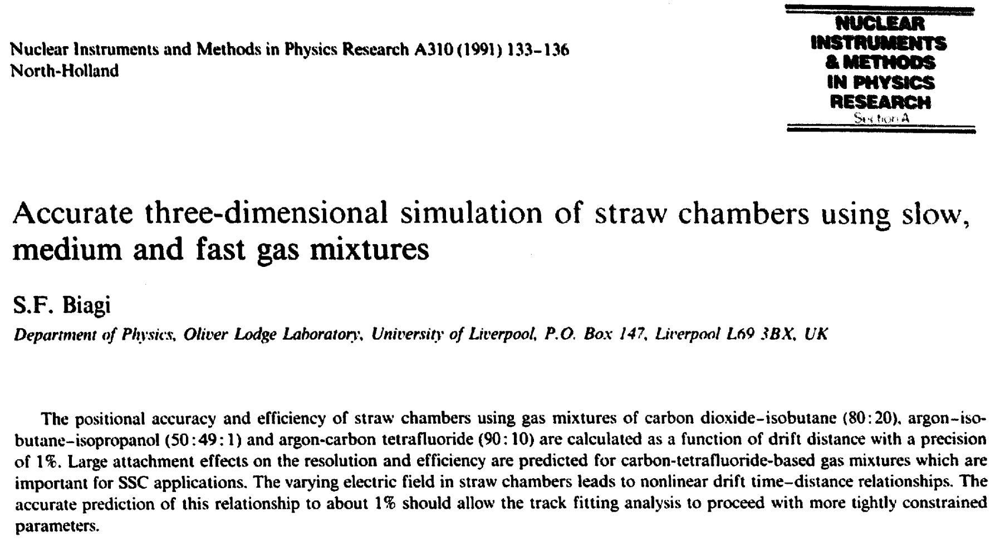 Nuclear Instruments and Methods in Physics Research A310 (1991) 133–136
North-Holland
NUCLEAR
INSTRUMENTS
& METHODS
IN PHYSICS
RESEARCH
Section A
Accurate three-dimensional simulation of straw chambers using slow,
medium and fast gas mixtures
S.F. Biagi
Department of Physics, Oliver Lodge Laboratory, University of Liverpool, P.O. Box 147, Liverpool L69 3BX, UK
The positional accuracy and efficiency of straw chambers using gas mixtures of carbon dioxide–isobutane (80:20), argon–iso-
butane–isopropanol (50:49:1) and argon-carbon tetrafluoride (90:10) are calculated as a function of drift distance with a precision
of 1%. Large attachment effects on the resolution and efficiency are predicted for carbon-tetrafluoride-based gas mixtures which are
important for SSC applications. The varying electric field in straw chambers leads to nonlinear drift time–distance relationships. The
accurate prediction of this relationship to about 1% should allow the track fitting analysis to proceed with more tightly constrained
parameters.